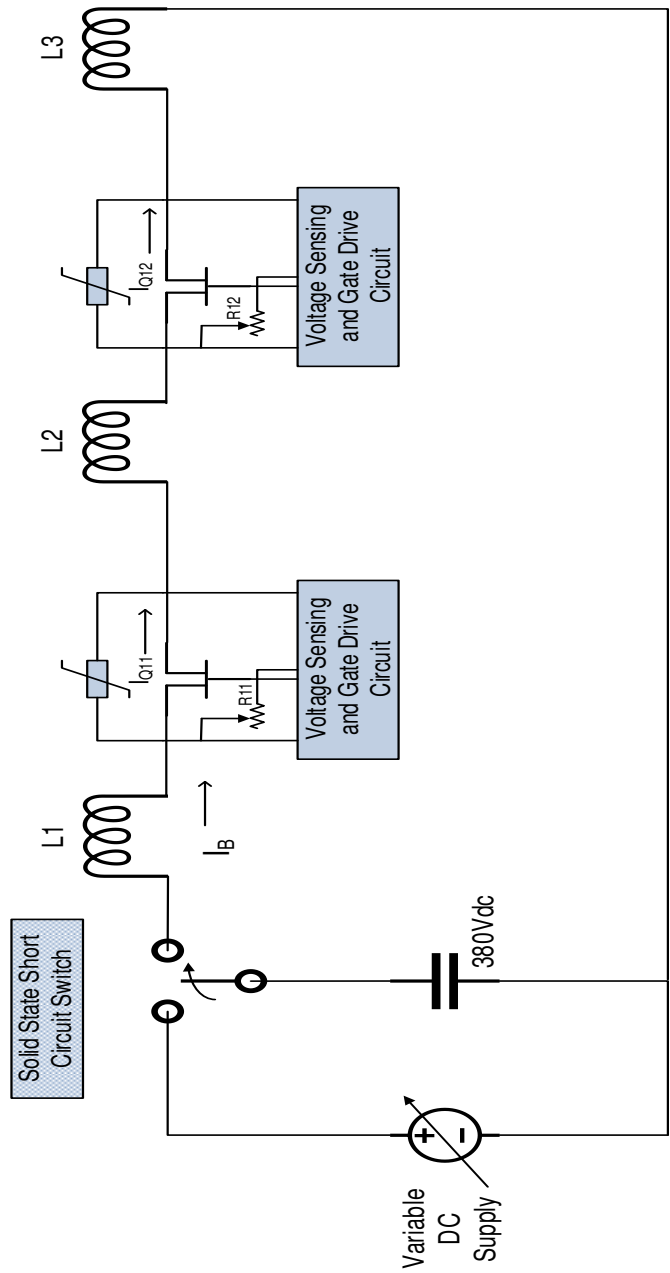 Solid State Short
Circuit Switch
L1
L2
L3
I_B
I_Q11
I_Q12
R11
R12
Voltage Sensing
and Gate Drive
Circuit
Voltage Sensing
and Gate Drive
Circuit
380Vdc
+
−
Variable
DC
Supply